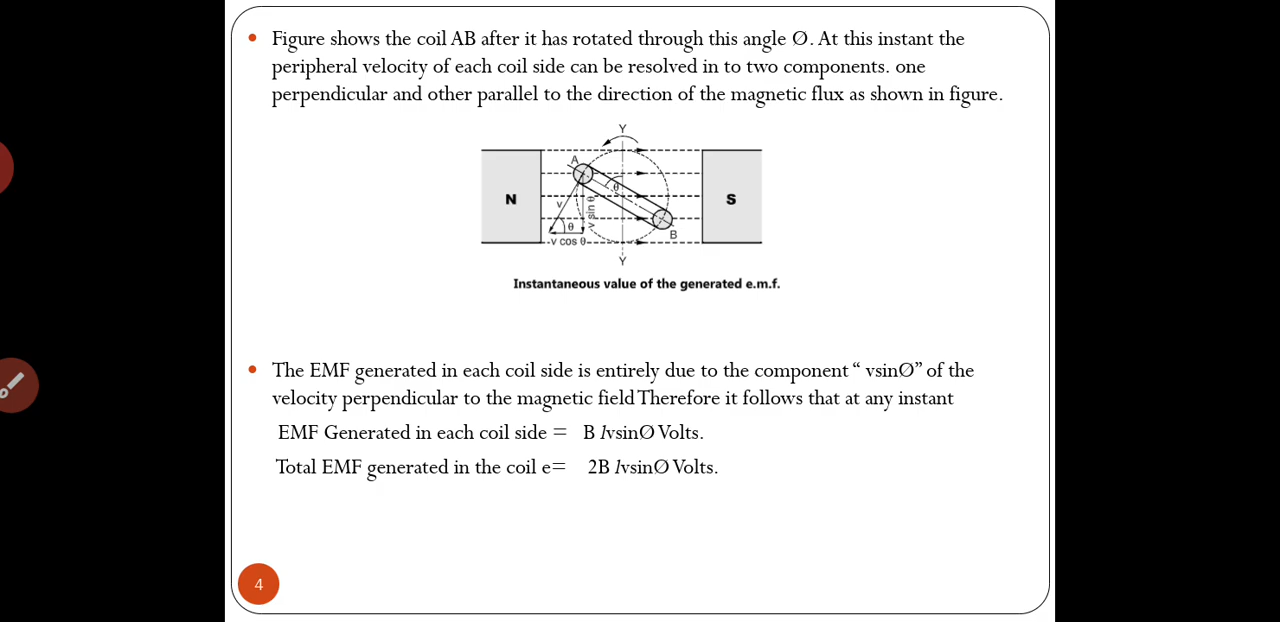 Figure shows the coil AB after it has rotated through this angle Ø. At this instant the
peripheral velocity of each coil side can be resolved in to two components. one
perpendicular and other parallel to the direction of the magnetic flux as shown in figure.
Y
A
θ
N
S
v
v sin θ
θ
B
v cos θ
Y
Instantaneous value of the generated e.m.f.
The EMF generated in each coil side is entirely due to the component “ vsinØ” of the
velocity perpendicular to the magnetic field Therefore it follows that at any instant
EMF Generated in each coil side = B lvsinØ Volts.
Total EMF generated in the coil e= 2B lvsinØ Volts.
4